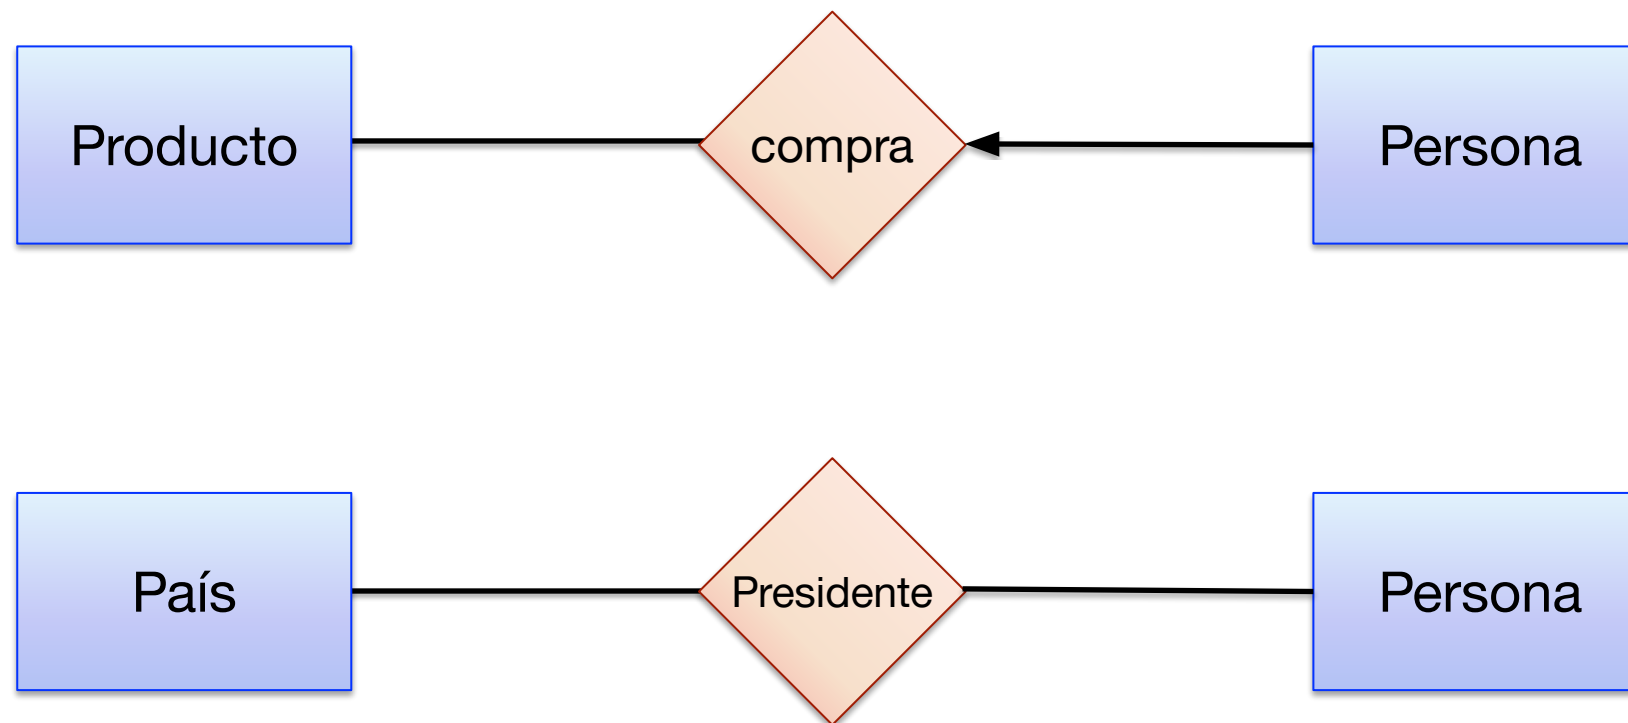 Producto
compra
Persona
País
Presidente
Persona